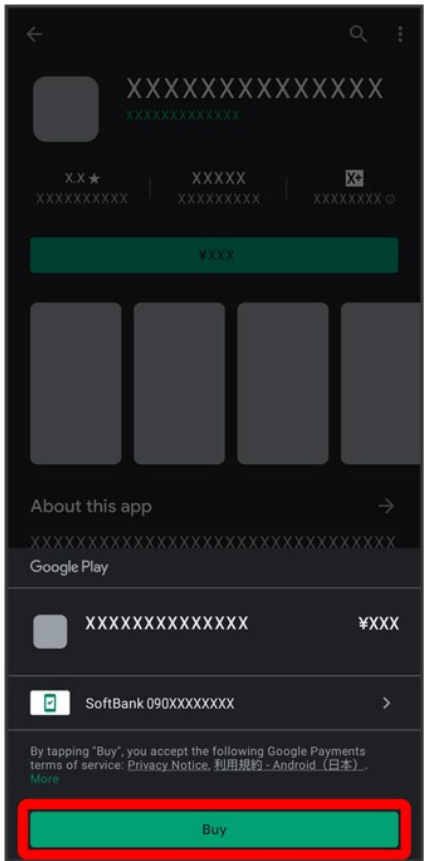 XXXXXXXXXXXXXX
XXXXXXXXXXXXX
X.X★ XXXXX X+
XXXXXXXXXX XXXXXXXXX XXXXXXXX
¥XXX
About this app
XXXXXXXXXXXXXXXXXXXXXXXXXXXXXXXX
Google Play
XXXXXXXXXXXXXX ¥XXX
SoftBank 090XXXXXXXX
By tapping "Buy", you accept the following Google Payments
terms of service: Privacy Notice, 利用規約 - Android（日本）.
More
Buy